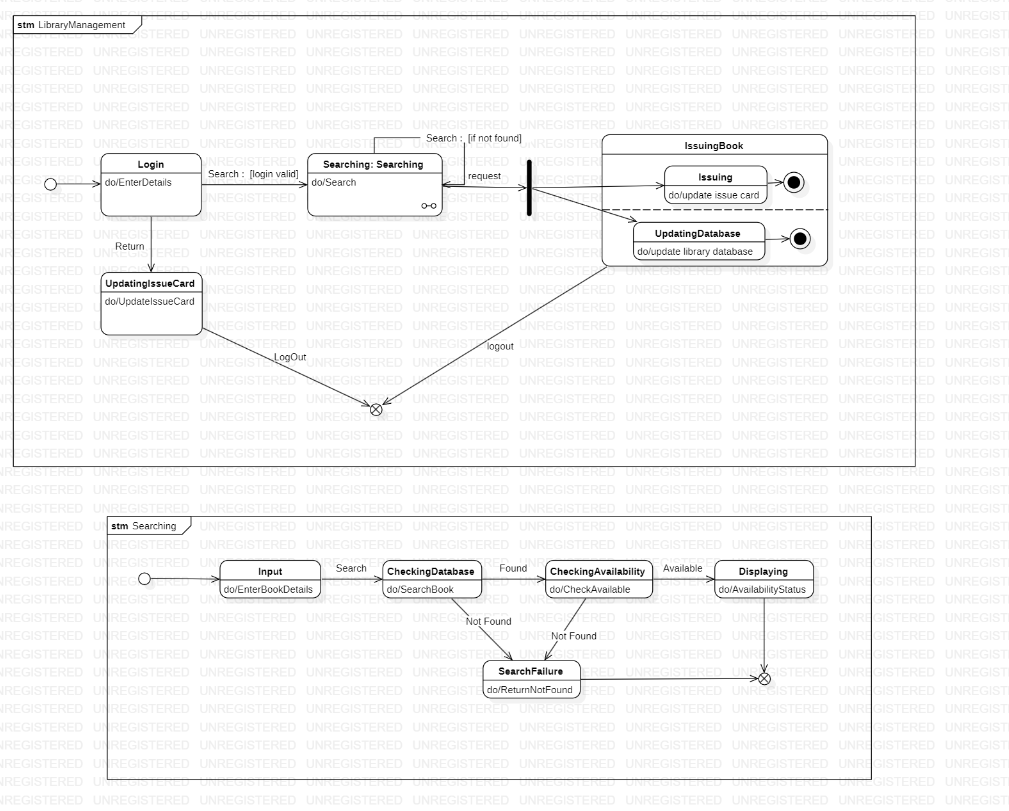 stm LibraryManagement
Search : [if not found]
IssuingBook
Login
do/EnterDetails
Search : [login valid]
Searching: Searching
do/Search
request
Issuing
do/update issue card
UpdatingDatabase
do/update library database
Return
UpdatingIssueCard
do/UpdateIssueCard
LogOut
logout
stm Searching
Input
do/EnterBookDetails
Search
CheckingDatabase
do/SearchBook
Found
CheckingAvailability
do/CheckAvailable
Available
Displaying
do/AvailabilityStatus
Not Found
Not Found
SearchFailure
do/ReturnNotFound
UNREGISTERED